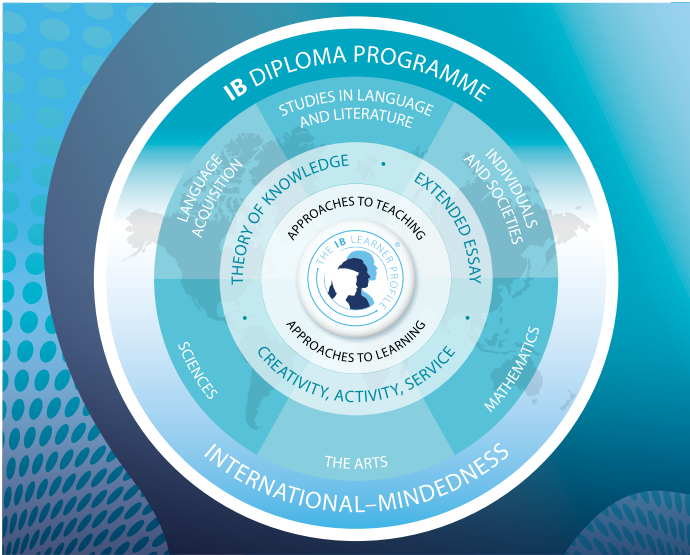 IB DIPLOMA PROGRAMME
STUDIES IN LANGUAGE
AND LITERATURE
LANGUAGE
ACQUISITION
INDIVIDUALS
AND SOCIETIES
THEORY OF KNOWLEDGE
EXTENDED ESSAY
APPROACHES TO TEACHING
THE IB LEARNER PROFILE ®
APPROACHES TO LEARNING
CREATIVITY, ACTIVITY, SERVICE
SCIENCES
MATHEMATICS
THE ARTS
INTERNATIONAL–MINDEDNESS